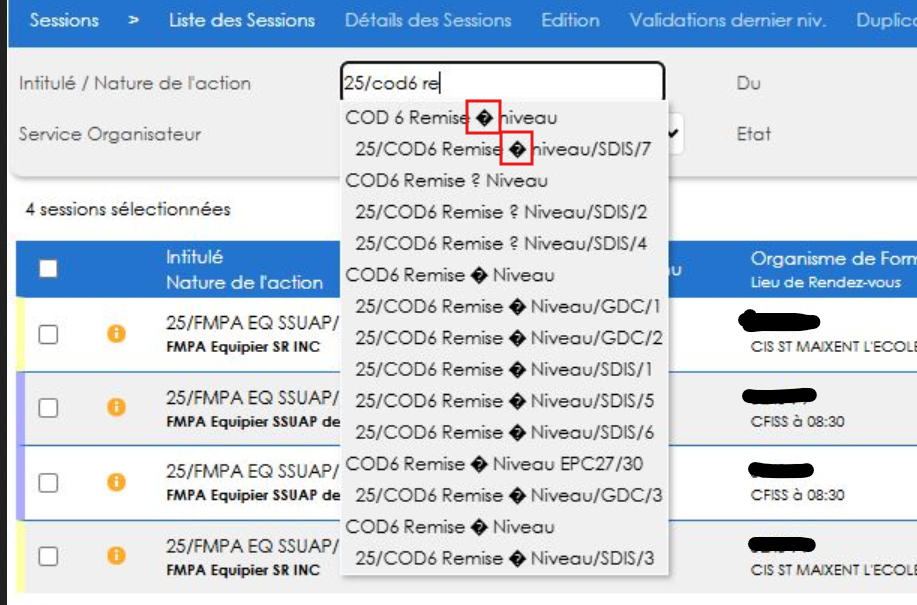 Sessions > Liste des Sessions Détails des Sessions Edition Validations dernier niv. Duplic
Intitulé / Nature de l'action 25/cod6 re Du
COD 6 Remise � niveau
Service Organisateur Etat
25/COD6 Remise � niveau/SDIS/7
COD6 Remise ? Niveau
4 sessions sélectionnées
25/COD6 Remise ? Niveau/SDIS/2
25/COD6 Remise ? Niveau/SDIS/4
Intitulé Organisme de Form
Nature de l'action Lieu de Rendez-vous
COD6 Remise � Niveau
25/COD6 Remise � Niveau/GDC/1
25/FMPA EQ SSUAP/
25/COD6 Remise � Niveau/GDC/2
FMPA Equipier SR INC CIS ST MAIXENT L'ECOLE
25/COD6 Remise � Niveau/SDIS/1
25/FMPA EQ SSUAP/
25/COD6 Remise � Niveau/SDIS/5
FMPA Equipier SSUAP de CFISS à 08:30
25/COD6 Remise � Niveau/SDIS/6
COD6 Remise � Niveau EPC27/30
25/FMPA EQ SSUAP/
FMPA Equipier SSUAP de CFISS à 08:30
25/COD6 Remise � Niveau/GDC/3
COD6 Remise � Niveau
25/FMPA EQ SSUAP/
25/COD6 Remise � Niveau/SDIS/3
FMPA Equipier SR INC CIS ST MAIXENT L'ECOLE